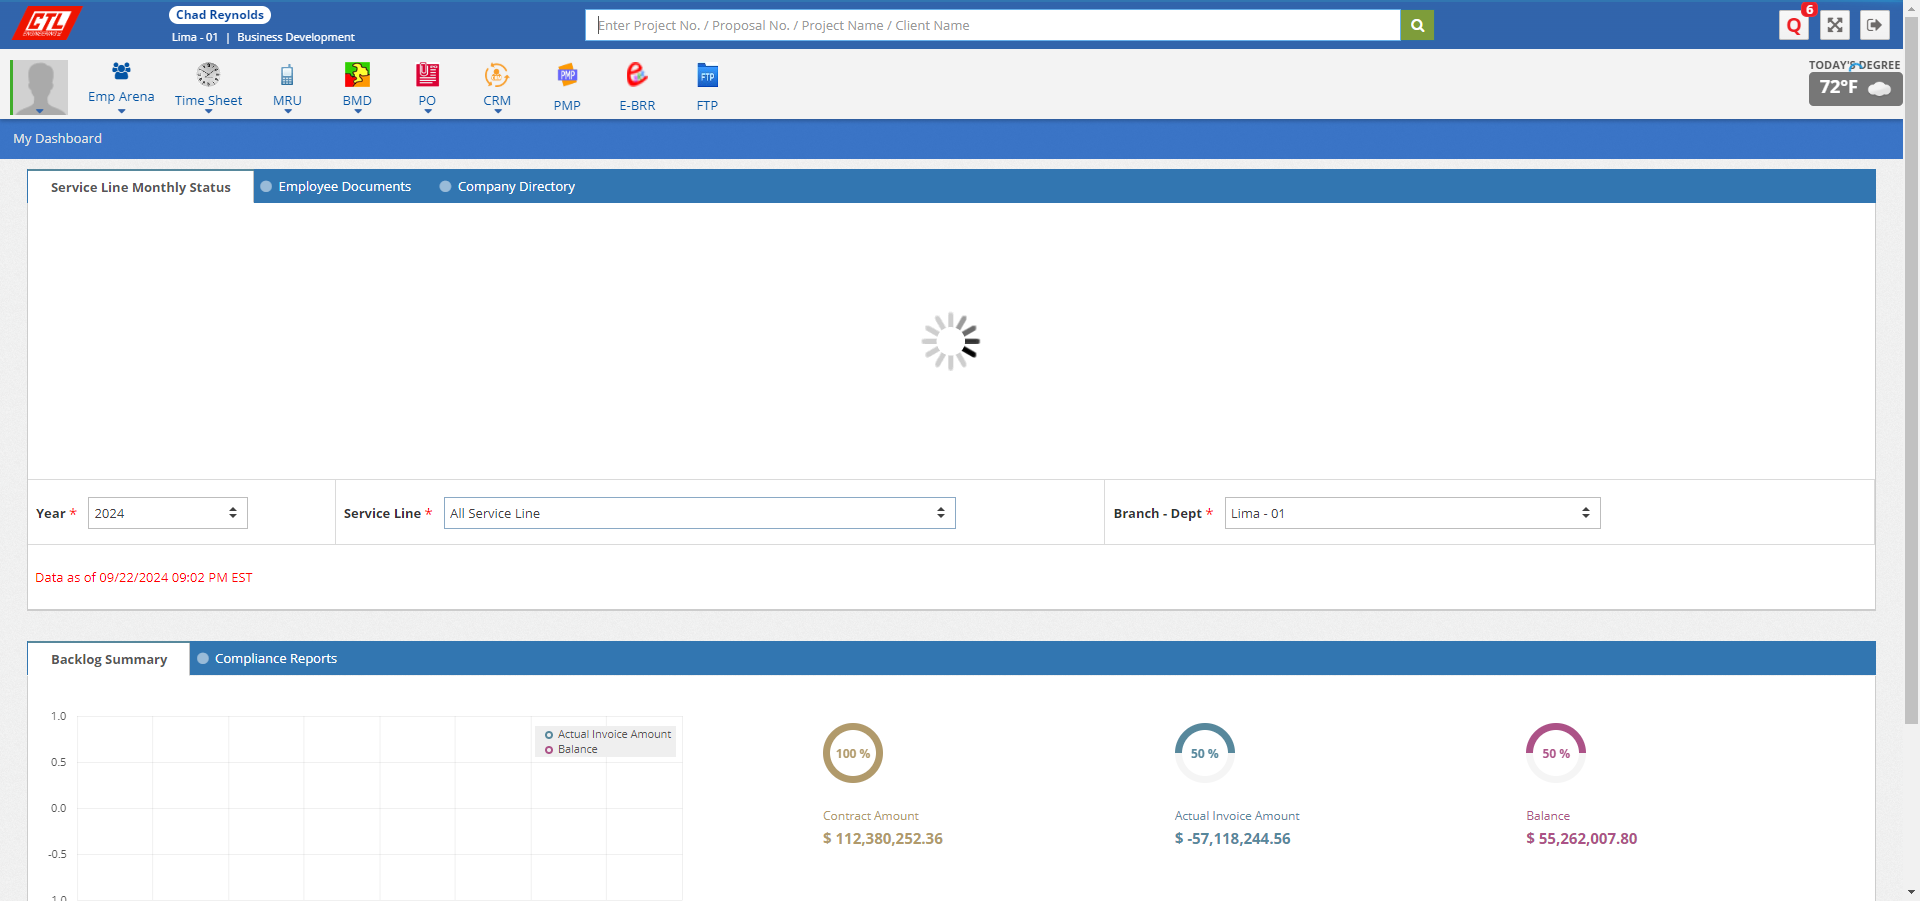 CTL
ENGINEERING
Chad Reynolds
Lima - 01 | Business Development
Enter Project No. / Proposal No. / Project Name / Client Name
Q
6
Emp Arena
Time Sheet
MRU
BMD
PO
CRM
PMP
PMP
E-BRR
FTP
FTP
TODAY'S DEGREE
72°F
My Dashboard
Service Line Monthly Status
Employee Documents
Company Directory
Year * 2024
Service Line * All Service Line
Branch - Dept * Lima - 01
Data as of 09/22/2024 09:02 PM EST
Backlog Summary
Compliance Reports
1.0
0.5
0.0
-0.5
-1.0
Actual Invoice Amount
Balance
100 %
Contract Amount
$ 112,380,252.36
50 %
Actual Invoice Amount
$ -57,118,244.56
50 %
Balance
$ 55,262,007.80